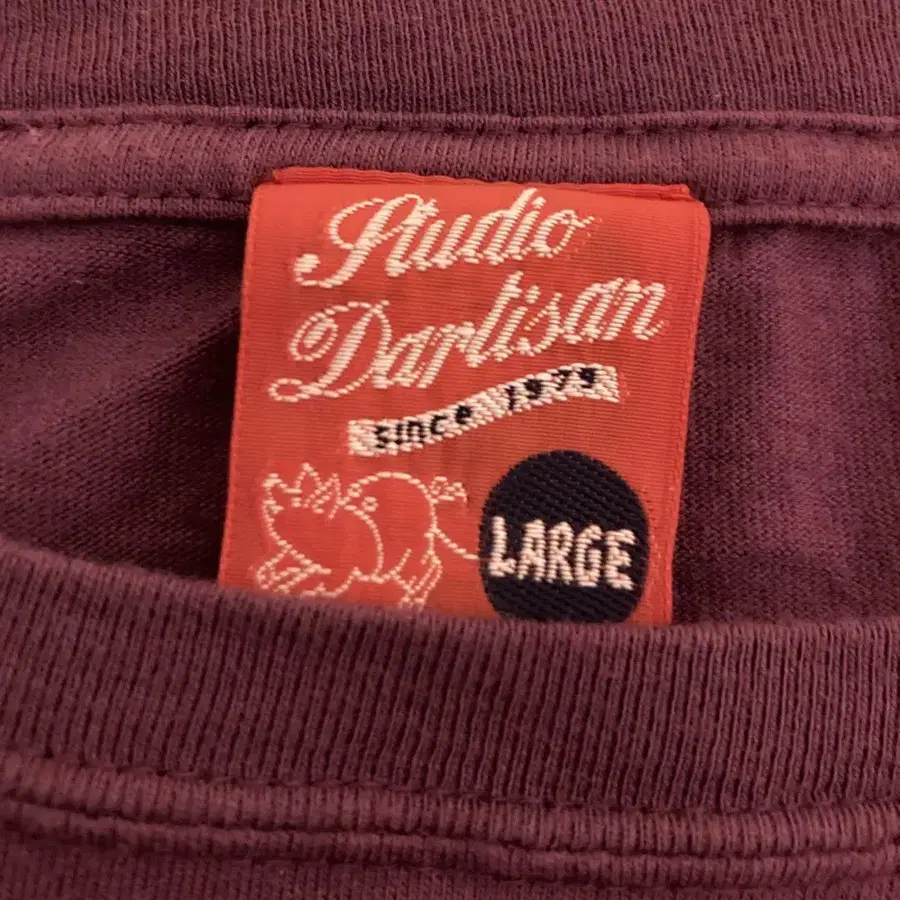 Studio
Dartisan
since 1979
LARGE